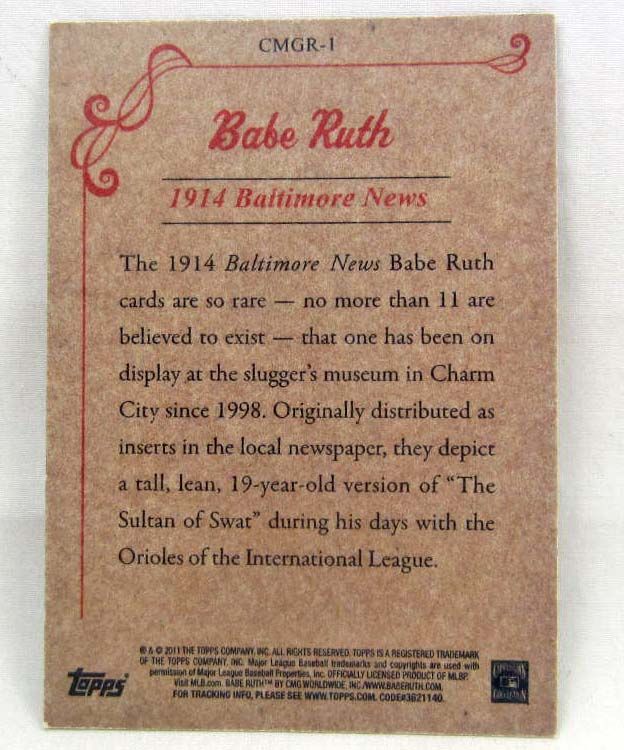 CMGR-1
Babe Ruth
1914 Baltimore News
The 1914 Baltimore News Babe Ruth
cards are so rare — no more than 11 are
believed to exist — that one has been on
display at the slugger's museum in Charm
City since 1998. Originally distributed as
inserts in the local newspaper, they depict
a tall, lean, 19-year-old version of “The
Sultan of Swat” during his days with the
Orioles of the International League.
® & © 2011 THE TOPPS COMPANY, INC. ALL RIGHTS RESERVED. TOPPS IS A REGISTERED TRADEMARK
OF THE TOPPS COMPANY, INC. Major League Baseball trademarks and copyrights are used with
permission of Major League Baseball Properties, Inc. OFFICIALLY LICENSED PRODUCT OF MLBP.
Visit MLB.com. BABE RUTH™ BY CMG WORLDWIDE, INC./WWW.BABERUTH.COM.
FOR TRACKING INFO, PLEASE SEE WWW.TOPPS.COM. CODE#3621140.
topps
COOPERSTOWN
COLLECTION